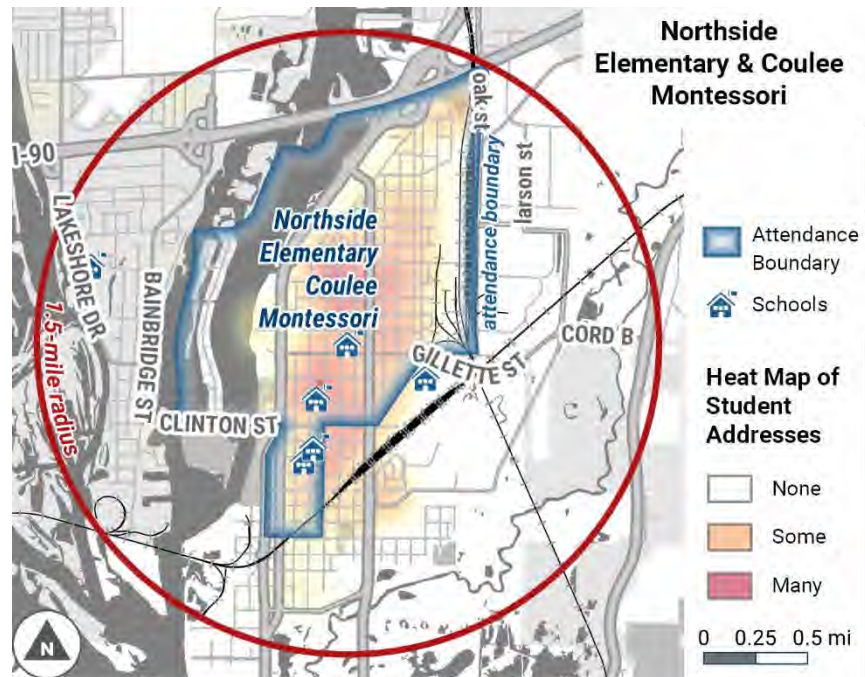 Northside
Elementary & Coulee
Montessori
I-90
oak st
larson st
attendance boundary
LAKESHORE DR
BAINBRIDGE ST
1.5-mile radius
Northside
Elementary
Coulee
Montessori
CLINTON ST
GILLETTE ST
CORD B
N
Attendance
Boundary
Schools
Heat Map of
Student
Addresses
None
Some
Many
0 0.25 0.5 mi